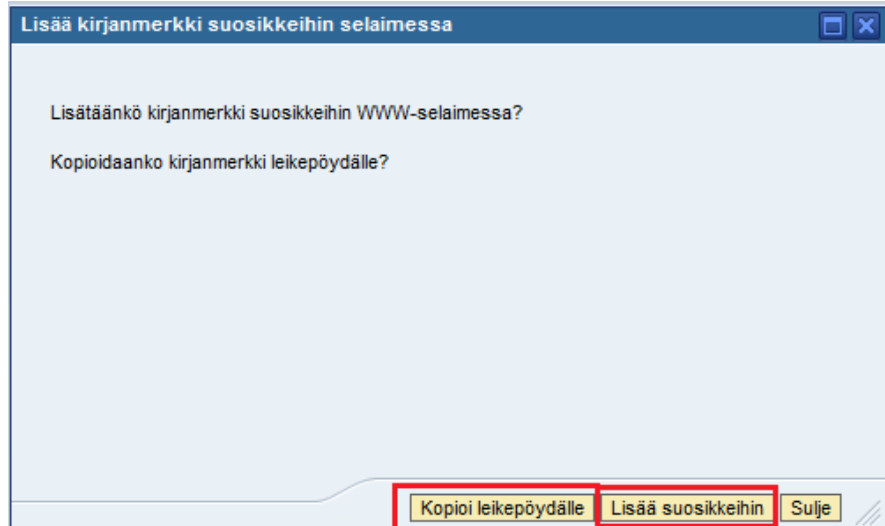 Lisää kirjanmerkki suosikkeihin selaimessa
Lisätäänkö kirjanmerkki suosikkeihin WWW-selaimessa?
Kopioidaanko kirjanmerkki leikepöydälle?
Kopioi leikepöydälle Lisää suosikkeihin Sulje